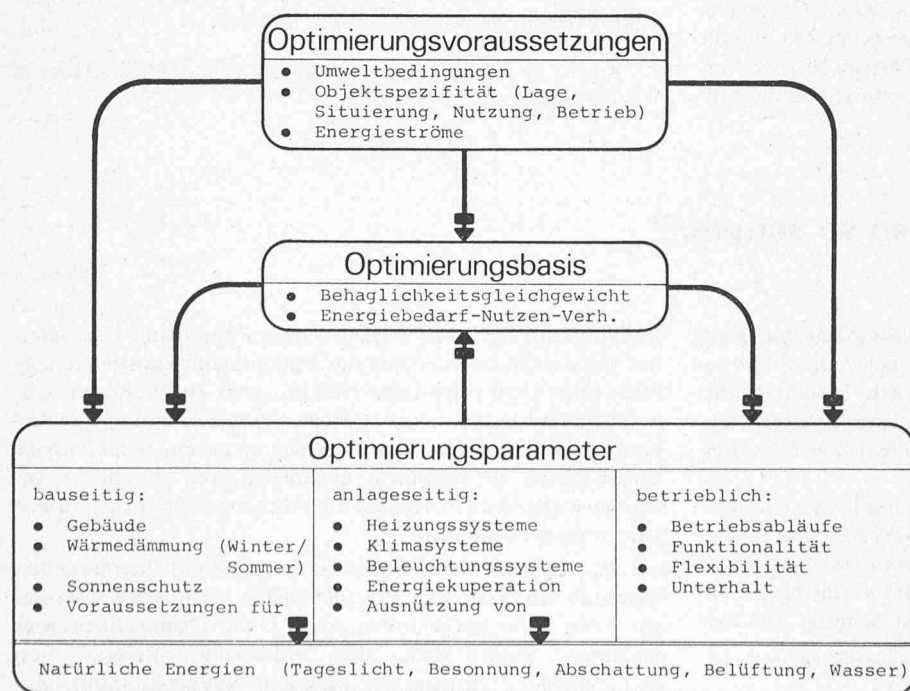 Optimierungsvoraussetzungen
● Umweltbedingungen
● Objektspezifität (Lage,
Situierung, Nutzung, Betrieb)
● Energieströme
Optimierungsbasis
● Behaglichkeitsgleichgewicht
● Energiebedarf-Nutzen-Verh.
Optimierungsparameter
bauseitig:
● Gebäude
● Wärmedämmung (Winter/
Sommer)
● Sonnenschutz
● Voraussetzungen für
anlageseitig:
● Heizungssysteme
● Klimasysteme
● Beleuchtungssysteme
● Energiekupplung
● Ausnützung von
betrieblich:
● Betriebsabläufe
● Funktionalität
● Flexibilität
● Unterhalt
Natürliche Energien (Tageslicht, Besonnung, Abschattung, Belüftung, Wasser)